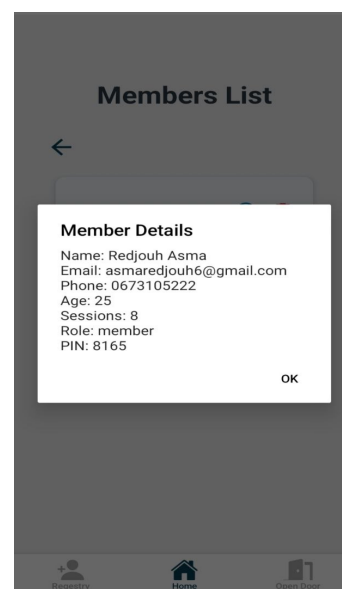 Members List
Member Details
Name: Redjouh Asma
Email: asmaredjouh6@gmail.com
Phone: 0673105222
Age: 25
Sessions: 8
Role: member
PIN: 8165
OK
Regestry
Home
Open Door